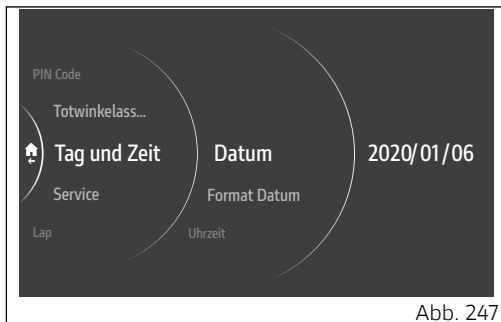 PIN Code
Totwinkelass...
Tag und Zeit
Service
Lap
Datum
Format Datum
Uhrzeit
2020/01/06
Abb. 247